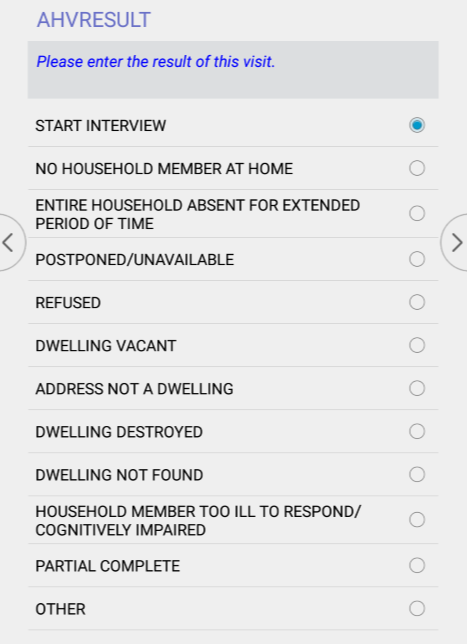 AHVRESULT
Please enter the result of this visit.
START INTERVIEW
NO HOUSEHOLD MEMBER AT HOME
ENTIRE HOUSEHOLD ABSENT FOR EXTENDED
PERIOD OF TIME
POSTPONED/UNAVAILABLE
REFUSED
DWELLING VACANT
ADDRESS NOT A DWELLING
DWELLING DESTROYED
DWELLING NOT FOUND
HOUSEHOLD MEMBER TOO ILL TO RESPOND/
COGNITIVELY IMPAIRED
PARTIAL COMPLETE
OTHER